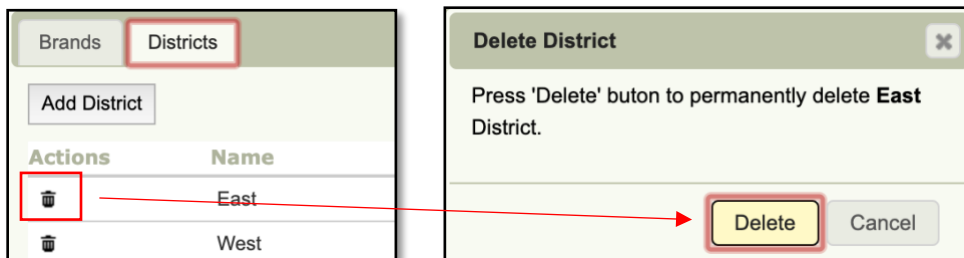 Brands Districts
Add District
Actions Name
East
West
Delete District
Press 'Delete' buton to permanently delete East
District.
Delete Cancel